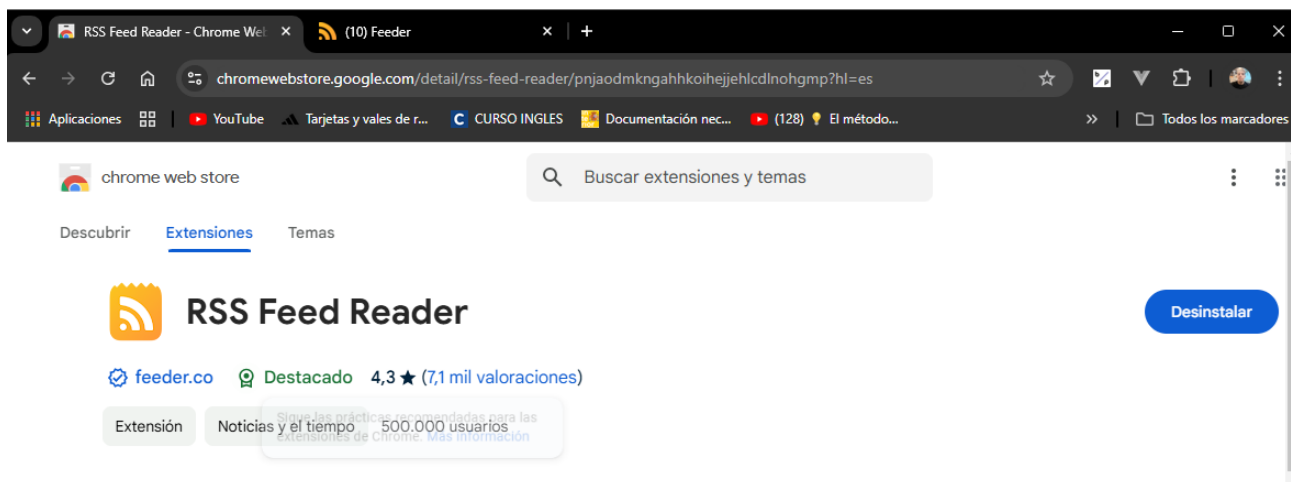 RSS Feed Reader - Chrome Wel
(10) Feeder
chromewebstore.google.com/detail/rss-feed-reader/pnjaodmkngahhkoihejjehlcdlnohgmp?hl=es
Aplicaciones YouTube Tarjetas y vales de r... C CURSO INGLES Documentación nec... (128) El método... » Todos los marcadores
chrome web store
Buscar extensiones y temas
Descubrir Extensiones Temas
RSS Feed Reader
Desinstalar
feeder.co Destacado 4,3 ★ (7,1 mil valoraciones)
Extensión Noticias y el tiempo 500.000 usuarios
Sigue las prácticas recomendadas para las
extensiones de Chrome. Más información